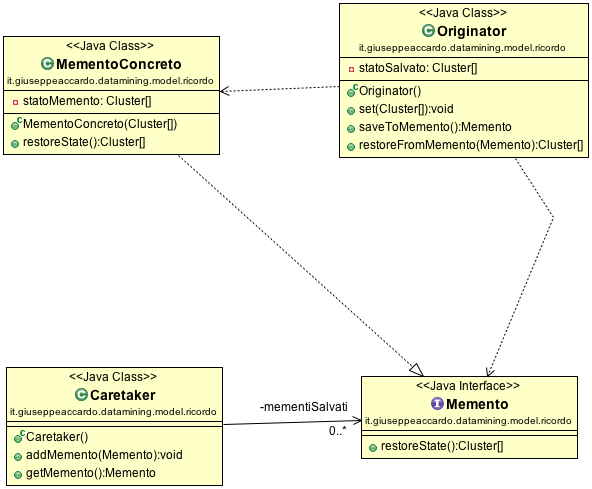 <<Java Class>>
MementoConcreto
it.giuseppeaccardo.datamining.model.ricordo
statoMemento: Cluster[]
MementoConcreto(Cluster[])
restoreState():Cluster[]
<<Java Class>>
Originator
it.giuseppeaccardo.datamining.model.ricordo
statoSalvato: Cluster[]
Originator()
set(Cluster[]):void
saveToMemento():Memento
restoreFromMemento(Memento):Cluster[]
<<Java Class>>
Caretaker
it.giuseppeaccardo.datamining.model.ricordo
Caretaker()
addMemento(Memento):void
getMemento():Memento
-mementiSalvati
0..*
<<Java Interface>>
Memento
it.giuseppeaccardo.datamining.model.ricordo
restoreState():Cluster[]